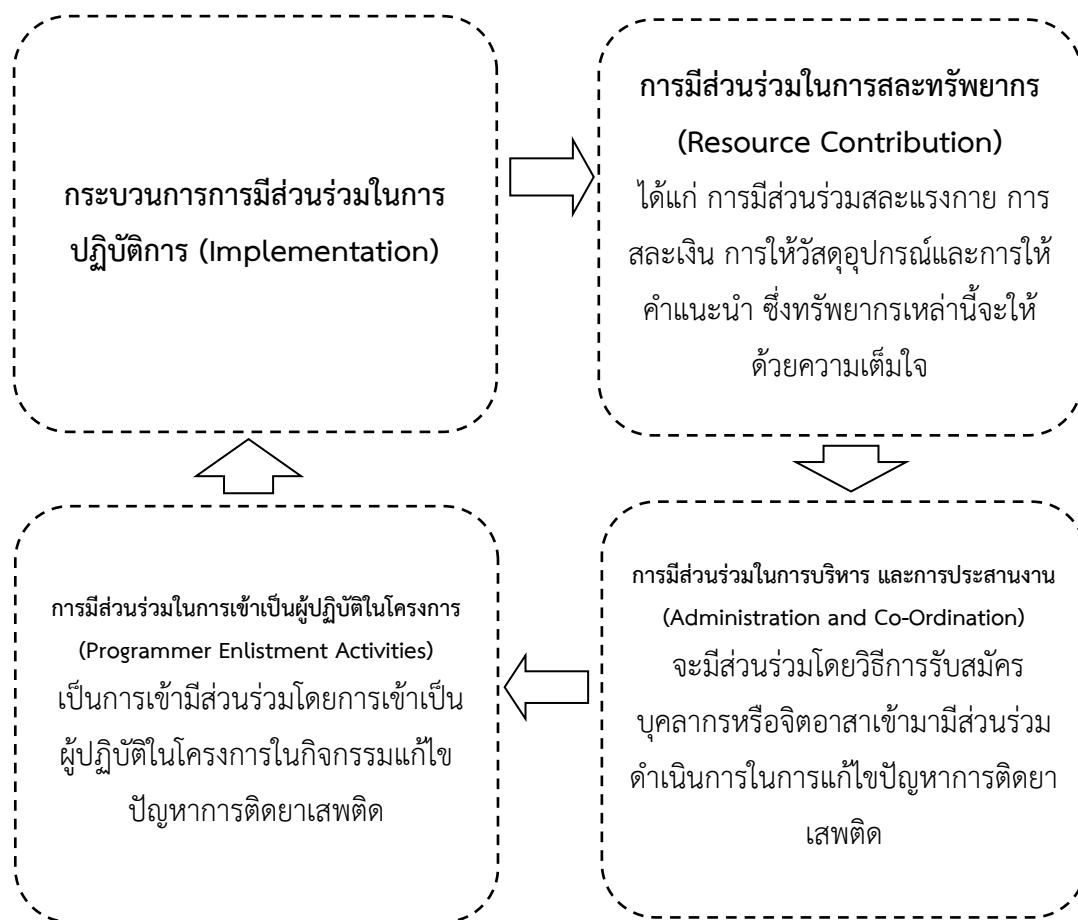 กระบวนการการมีส่วนร่วมในการ
ปฏิบัติการ (Implementation)
การมีส่วนร่วมในการสละทรัพยากร
(Resource Contribution)
ได้แก่ การมีส่วนร่วมสละแรงกาย การ
สละเงิน การให้วัสดุอุปกรณ์และการให้
คำแนะนำ ซึ่งทรัพยากรเหล่านี้จะให้
ด้วยความเต็มใจ
การมีส่วนร่วมในการเข้าเป็นผู้ปฏิบัติในโครงการ
(Programmer Enlistment Activities)
เป็นการเข้ามีส่วนร่วมโดยการเข้าเป็น
ผู้ปฏิบัติในโครงการในกิจกรรมแก้ไข
ปัญหาการติดยาเสพติด
การมีส่วนร่วมในการบริหาร และการประสานงาน
(Administration and Co-Ordination)
จะมีส่วนร่วมโดยวิธีการรับสมัคร
บุคลากรหรือจิตอาสาเข้ามามีส่วนร่วม
ดำเนินการในการแก้ไขปัญหาการติดยา
เสพติด